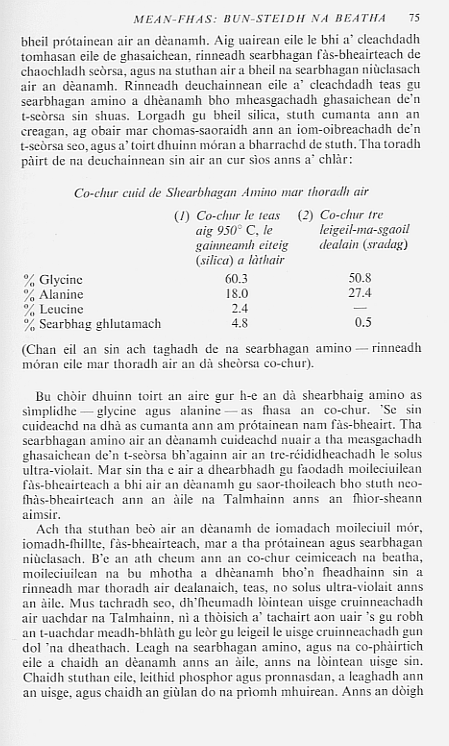 MEAN-FHAS: BUN-STEIDH NA BEATHA 75
bheil prótainean air an dèanamh. Aig uairean eile le bhi a' cleachdadh
tomhasan eile de ghasaichean, rinneadh searbhagan fàs-bheairteach de
chaochladh seòrsa, agus na stuthan air a bheil na searbhagan niùclasach
air an dèanamh. Rinneadh deuchainnean eile a' cleachdadh teas gu
searbhagan amino a dhèanamh bho mheasgachadh ghasaichean de'n
t-seòrsa sin shuas. Lorgadh gu bheil silica, stuth cumanta ann an
creagan, ag obair mar chomas-saoraidh ann an iom-oibreachadh de'n
t-seòrsa seo, agus a' toirt dhuinn móran a bharrachd de stuth. Tha toradh
pàirt de na deuchainnean sin air an cur sìos anns a' chlàr:
Co-chur cuid de Shearbhagan Amino mar thoradh air
(1) Co-chur le teas (2) Co-chur tre
aig 950° C, le leigeil-ma-sgaoil
gainneamh eiteig dealain (sradag)
(silica) a làthair
% Glycine 60.3 50.8
% Alanine 18.0 27.4
% Leucine 2.4 —
% Searbhag ghlutamach 4.8 0.5
(Chan eil an sin ach taghadh de na searbhagan amino — rinneadh
móran eile mar thoradh air an dà sheòrsa co-chur).
Bu chòir dhuinn toirt an aire gur h-e an dà shearbhaig amino as
sìmplidhe — glycine agus alanine — as fhasa an co-chur. 'Se sin
cuideachd na dhà as cumanta ann am prótainean nam fàs-bheairt. Tha
searbhagan amino air an dèanamh cuideachd nuair a tha measgachadh
ghasaichean de'n t-seòrsa bh'againn air an tre-réididheachadh le solus
ultra-violait. Mar sin tha e air a dhearbhadh gu faodadh moileciuilean
fàs-bheairteach a bhi air an dèanamh gu saor-thoileach bho stuth neo-
fhàs-bheairteach ann an àile na Talmhainn anns an fhìor-sheann
aimsir.
Ach tha stuthan beò air an dèanamh de iomadach moileciuil mór,
iomadh-fhillte, fàs-bheairteach, mar a tha prótainean agus searbhagan
niùclasach. B'e an ath cheum ann an co-chur ceimiceach na beatha,
moileciuilean na bu mhotha a dhèanamh bho'n fheadhainn sin a
rinneadh mar thoradh air dealanaich, teas, no solus ultra-violait anns
an àile. Mus tachradh seo, dh'fheumadh lòintean uisge cruinneachadh
air uachdar na Talmhainn, nì a thòisich a' tachairt aon uair 's gu robh
an t-uachdar meadh-bhlàth gu leòr gu leigeil le uisge cruinneachadh gun
dol 'na dheathach. Leagh na searbhagan amino, agus na co-phàirtich
eile a chaidh an dèanamh anns an àile, anns na lòintean uisge sin.
Chaidh stuthan eile, leithid phosphor agus pronnasdan, a leaghadh ann
an uisge, agus chaidh an giùlan do na prìomh mhuirean. Anns an dòigh